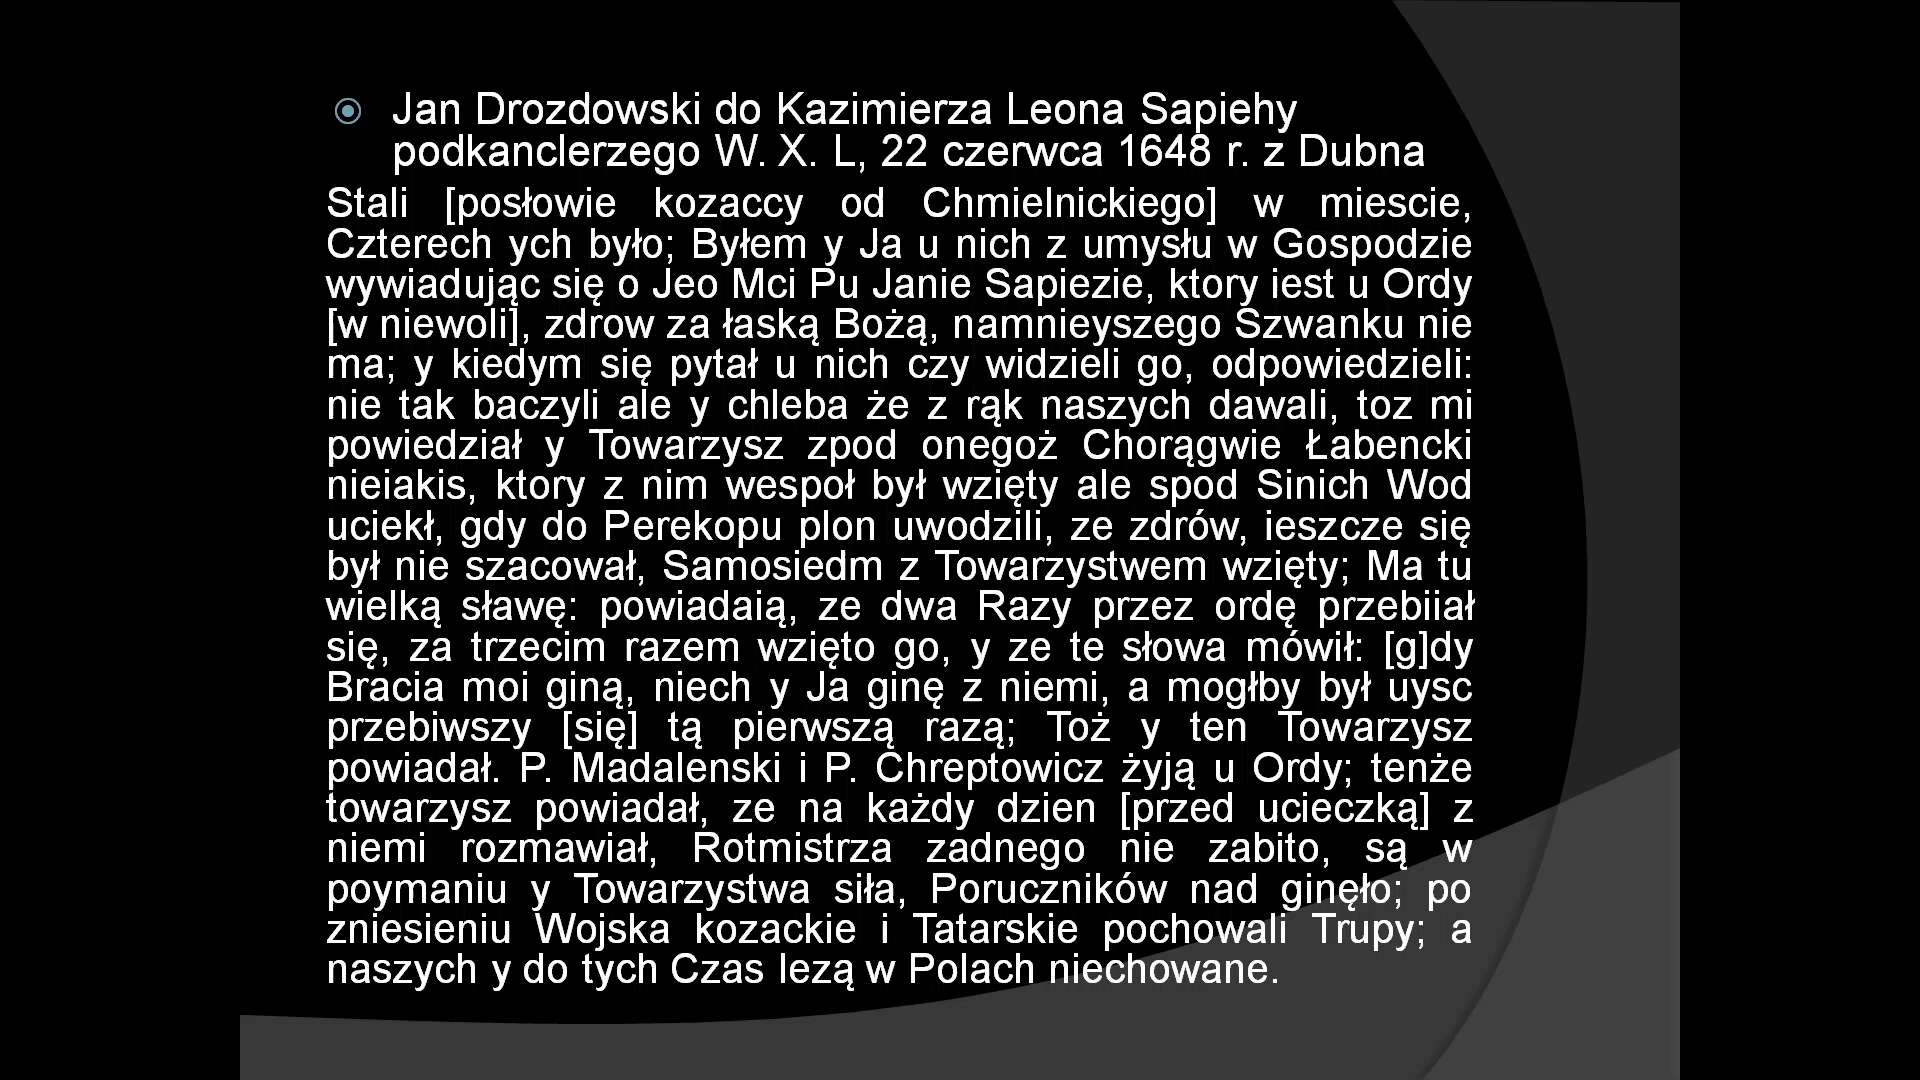 Jan Drozdowski do Kazimierza Leona Sapiehy
podkanclerzego W. X. L, 22 czerwca 1648 r. z Dubna
Stali [posłowie kozaccy od Chmielnickiego] w miescie,
Czterech ych było; Byłem y Ja u nich z umysłu w Gospodzie
wywiadując się o Jeo Mci Pu Janie Sapiezie, ktory iest u Ordy
[w niewoli], zdrow za łaską Bożą, namnieyszego Szwanku nie
ma; y kiedym się pytał u nich czy widzieli go, odpowiedzieli:
nie tak baczyli ale y chleba że z rąk naszych dawali, toz mi
powiedział y Towarzysz zpod onegoż Chorągwie Łabencki
nieiakis, ktory z nim wespoł był wzięty ale spod Sinich Wod
uciekł, gdy do Perekopu plon uwodzili, ze zdrów, ieszcze się
był nie szacował, Samosiedm z Towarzystwem wzięty; Ma tu
wielką sławę: powiadaią, ze dwa Razy przez ordę przebiiał
się, za trzecim razem wzięto go, y ze te słowa mówił: [g]dy
Bracia moi giną, niech y Ja ginę z niemi, a mogłby był uysc
przebiwszy [się] tą pierwszą razą; Toż y ten Towarzysz
powiadał. P. Madalenski i P. Chreptowicz żyją u Ordy; tenże
towarzysz powiadał, ze na każdy dzien [przed ucieczką] z
niemi rozmawiał, Rotmistrza zadnego nie zabito, są w
poymaniu y Towarzystwa siła, Poruczników nad ginęło; po
zniesieniu Wojska kozackie i Tatarskie pochowali Trupy; a
naszych y do tych Czas lezą w Polach niechowane.